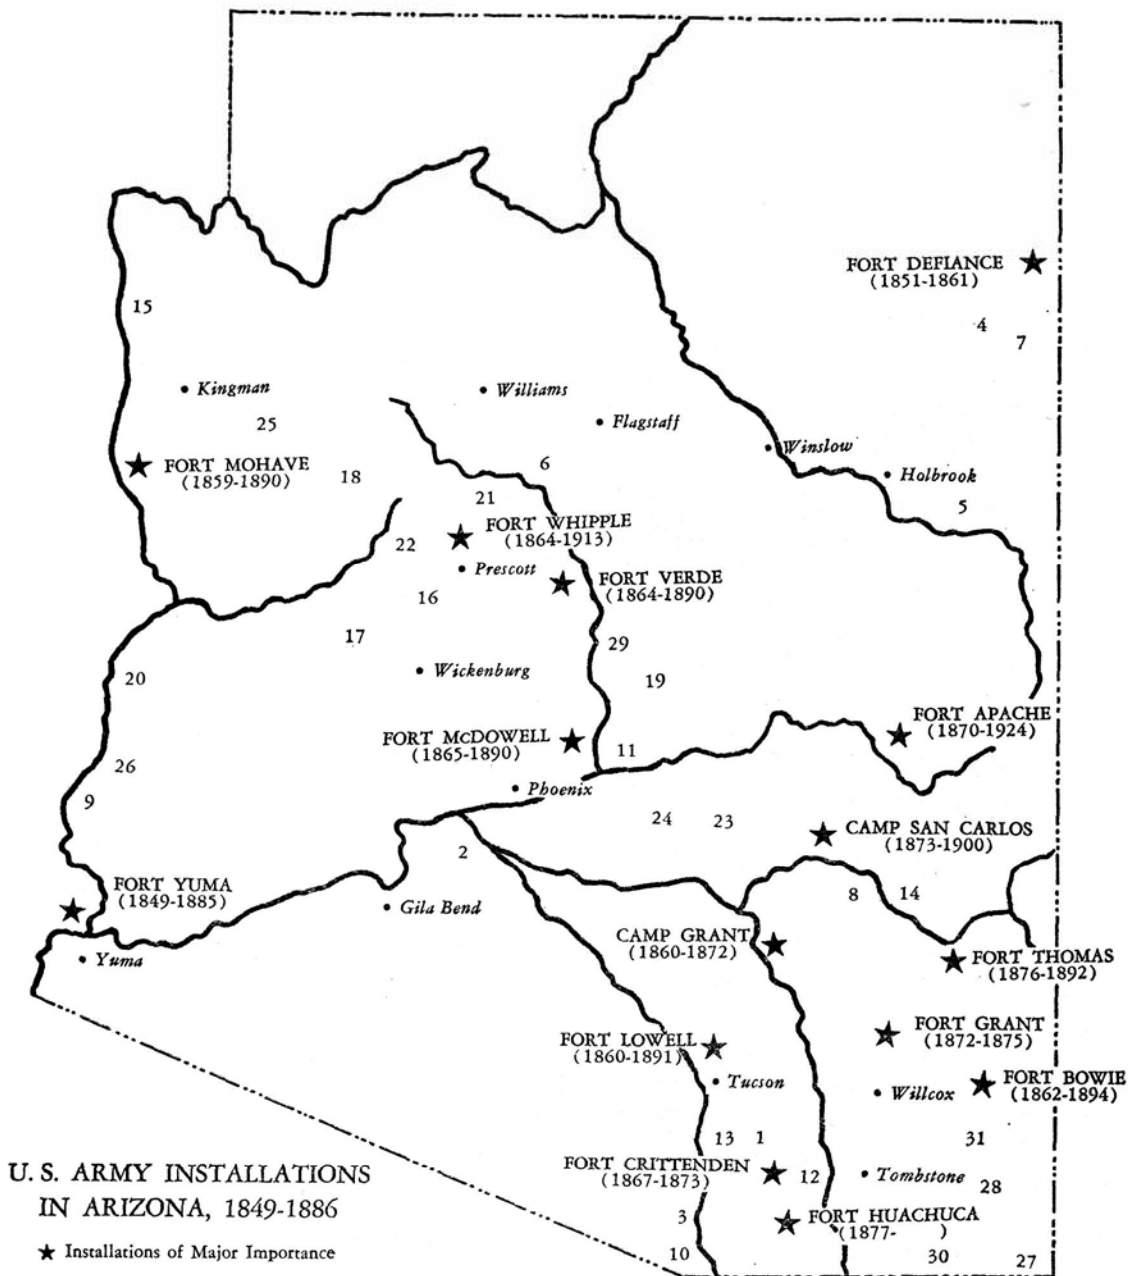 FORT DEFIANCE
(1851-1861)
15
4
7
Kingman
Williams
25
Flagstaff
Winslow
FORT MOHAVE
(1859-1890)
18
6
Holbrook
21
5
FORT WHIPPLE
(1864-1913)
22
Prescott
FORT VERDE
(1864-1890)
16
17
29
Wickenburg
20
19
FORT McDOWELL
(1865-1890)
11
FORT APACHE
(1870-1924)
26
9
Phoenix
24
23
CAMP SAN CARLOS
(1873-1900)
2
FORT YUMA
(1849-1885)
8
14
Gila Bend
CAMP GRANT
(1860-1872)
Yuma
FORT THOMAS
(1876-1892)
FORT LOWELL
(1860-1891)
FORT GRANT
(1872-1875)
Tucson
Willcox
FORT BOWIE
(1862-1894)
13
1
31
FORT CRITTENDEN
(1867-1873)
12
Tombstone
28
3
FORT HUACHUCA
(1877- )
10
30
27
U. S. ARMY INSTALLATIONS
IN ARIZONA, 1849-1886
★ Installations of Major Importance